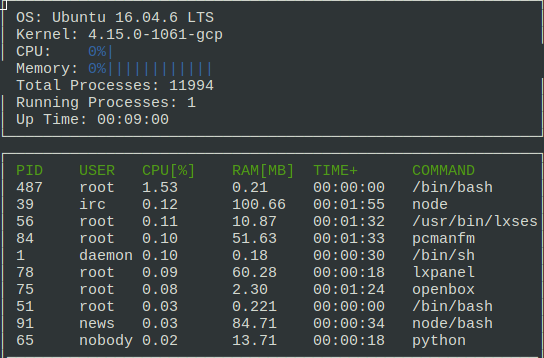 OS: Ubuntu 16.04.6 LTS
Kernel: 4.15.0-1061-gcp
CPU: 0%|
Memory: 0%||||||||||||
Total Processes: 11994
Running Processes: 1
Up Time: 00:09:00
PID USER CPU[%] RAM[MB] TIME+ COMMAND
487 root 1.53 0.21 00:00:00 /bin/bash
39 irc 0.12 100.66 00:01:55 node
56 root 0.11 10.87 00:01:32 /usr/bin/lxses
84 root 0.10 51.63 00:01:33 pcmanfm
1 daemon 0.10 0.18 00:00:30 /bin/sh
78 root 0.09 60.28 00:00:18 lxpanel
75 root 0.08 2.30 00:01:24 openbox
51 root 0.03 0.221 00:00:00 /bin/bash
91 news 0.03 84.71 00:00:34 node/bash
65 nobody 0.02 13.71 00:00:18 python